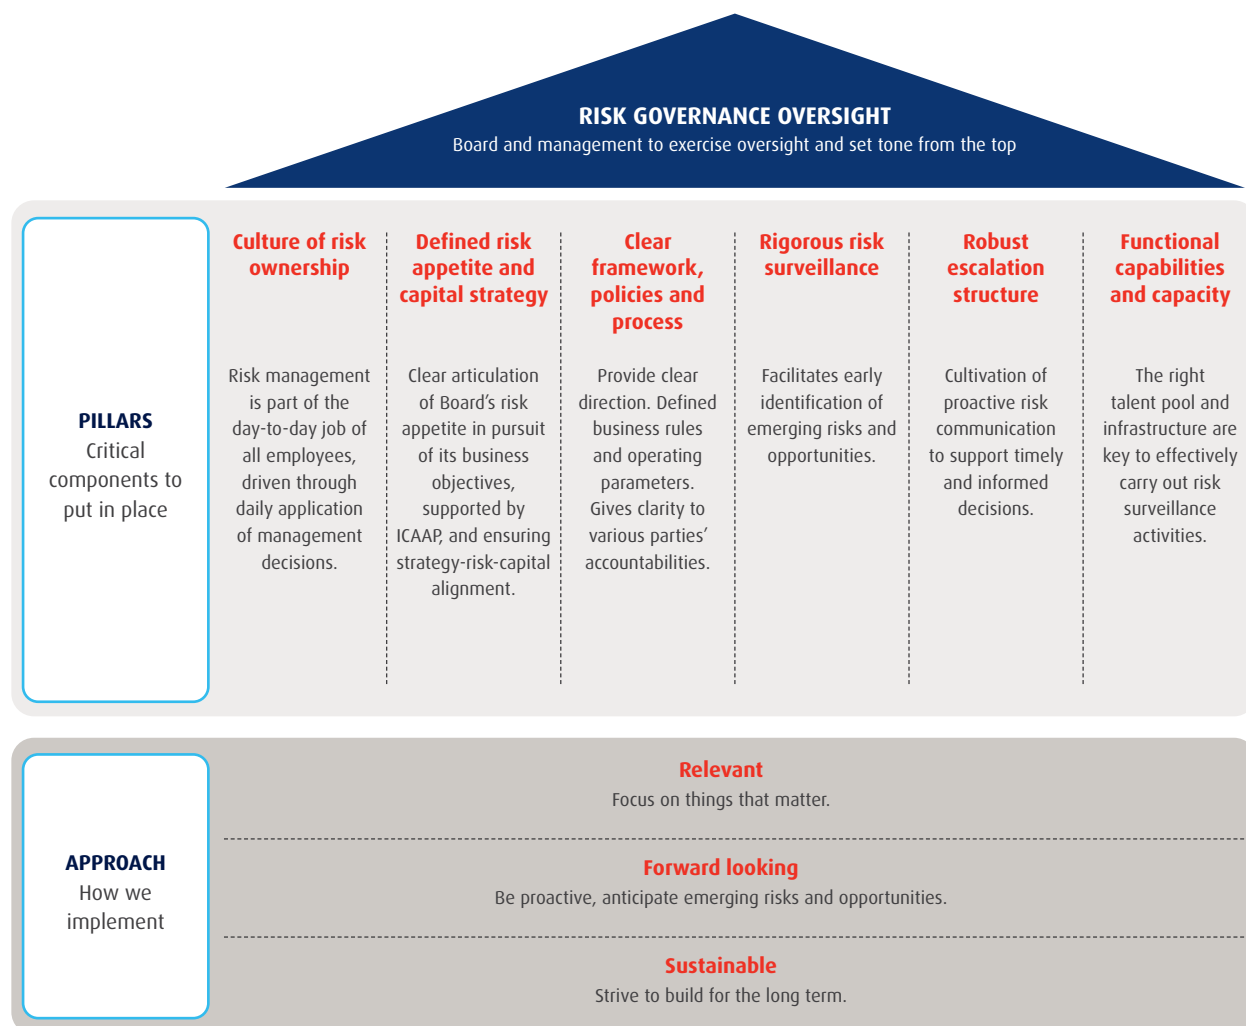 RISK GOVERNANCE OVERSIGHT
Board and management to exercise oversight and set tone from the top
PILLARS
Critical
components to
put in place
Culture of risk
ownership
Risk management
is part of the
day-to-day job of
all employees,
driven through
daily application
of management
decisions.
Defined risk
appetite and
capital strategy
Clear articulation
of Board's risk
appetite in pursuit
of its business
objectives,
supported by
ICAAP, and ensuring
strategy-risk-capital
alignment.
Clear
framework,
policies and
process
Provide clear
direction. Defined
business rules
and operating
parameters.
Gives clarity to
various parties'
accountabilities.
Rigorous risk
surveillance
Facilitates early
identification of
emerging risks and
opportunities.
Robust
escalation
structure
Cultivation of
proactive risk
communication
to support timely
and informed
decisions.
Functional
capabilities
and capacity
The right
talent pool and
infrastructure are
key to effectively
carry out risk
surveillance
activities.
APPROACH
How we
implement
Relevant
Focus on things that matter.
Forward looking
Be proactive, anticipate emerging risks and opportunities.
Sustainable
Strive to build for the long term.